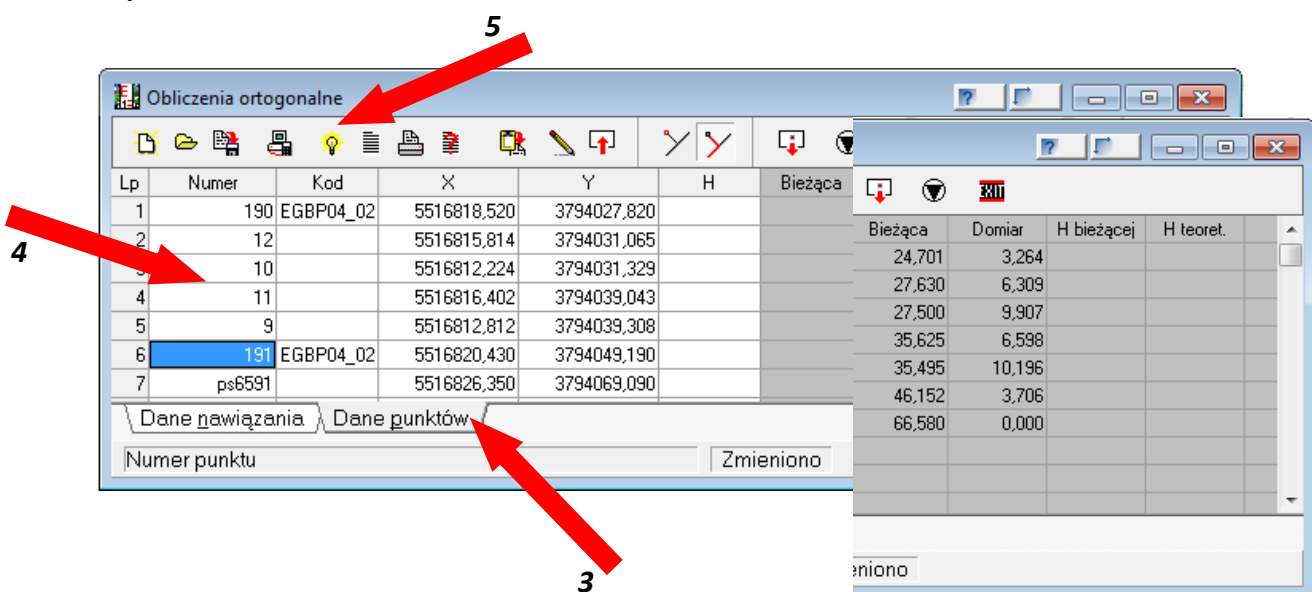 5
Obliczenia ortogonalne
Lp Numer Kod X Y H Bieżąca
1 190 EGBP04_02 5516818,520 3794027,820
2 12 5516815,814 3794031,065
10 5516812,224 3794031,329
4 11 5516816,402 3794039,043
5 9 5516812,812 3794039,308
6 191 EGBP04_02 5516820,430 3794049,190
7 ps6591 5516826,350 3794069,090
Dane nawiązania Dane punktów
Numer punktu Zmieniono
4
3
Bieżąca Domiar H bieżącej H teoret.
24,701 3,264
27,630 6,309
27,500 9,907
35,625 6,598
35,495 10,196
46,152 3,706
66,580 0,000
eniono